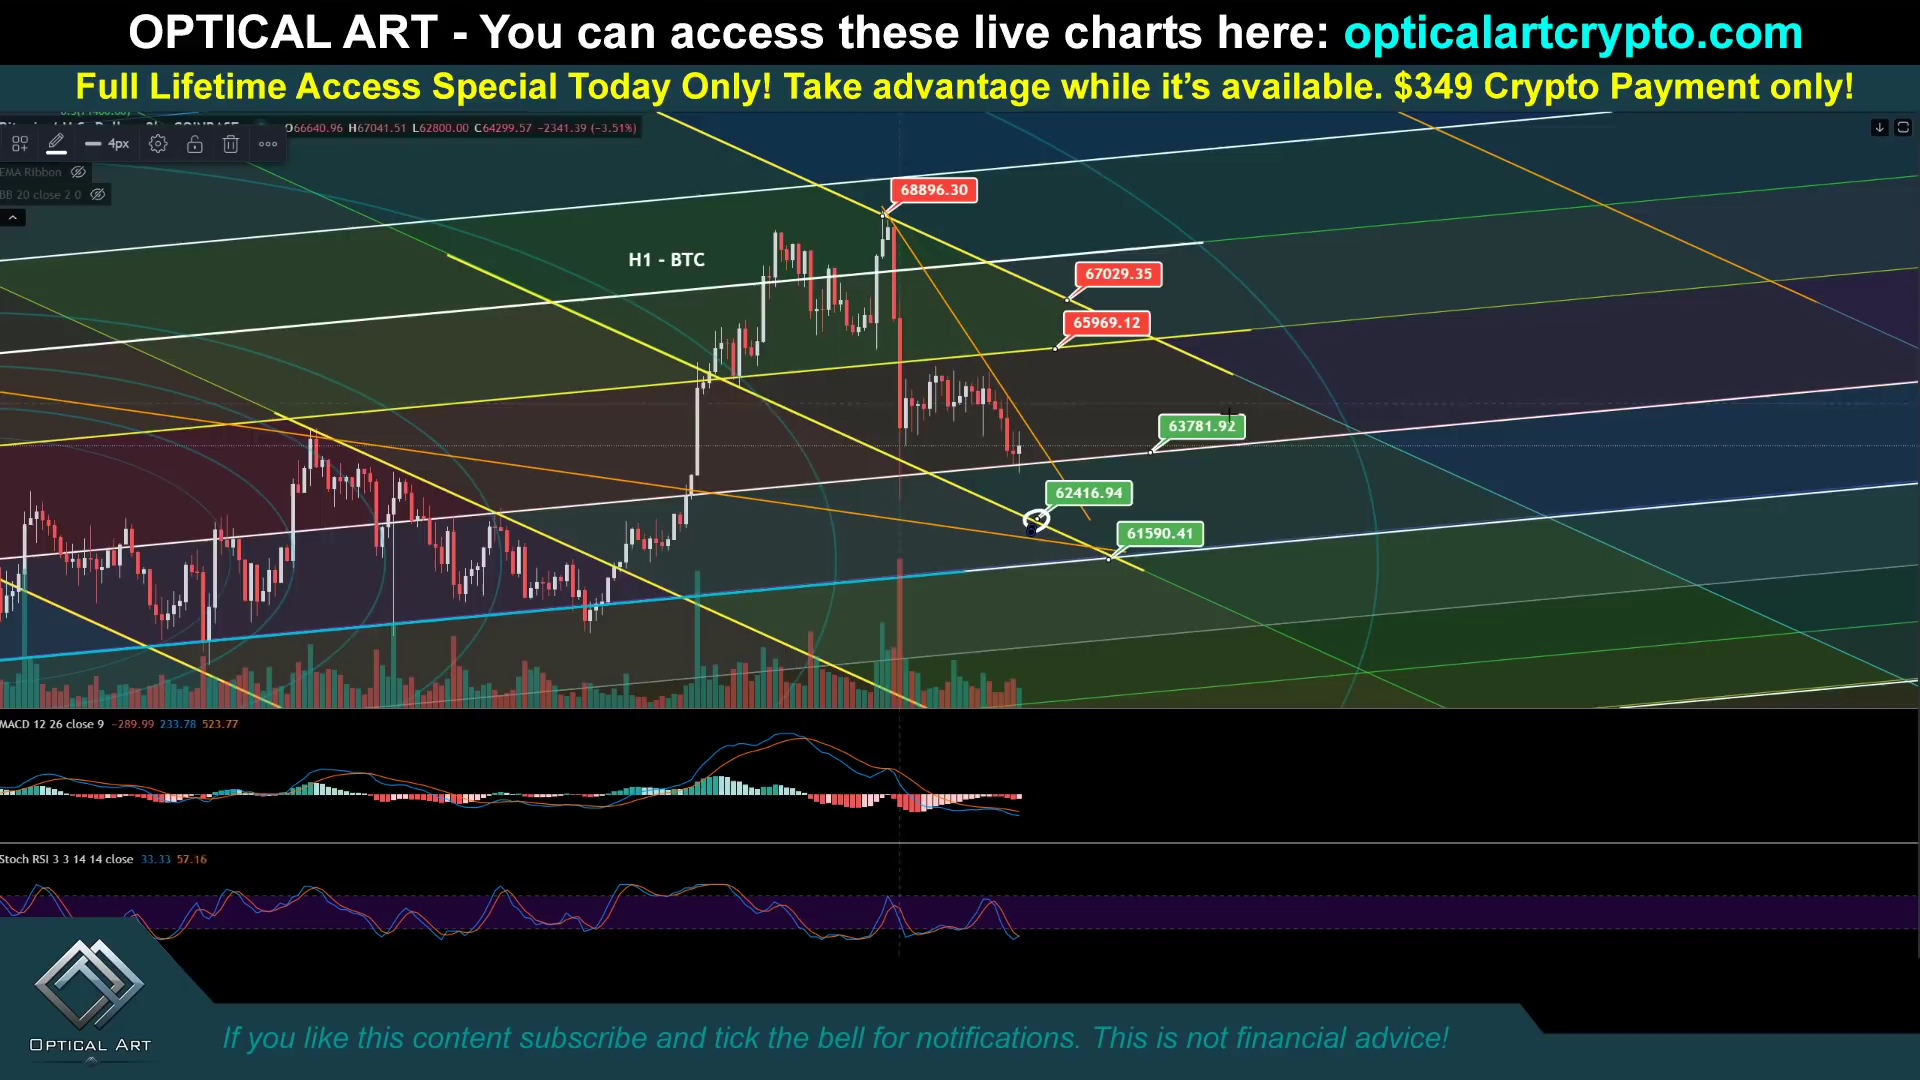 OPTICAL ART - You can access these live charts here: opticalartcrypto.com
Full Lifetime Access Special Today Only! Take advantage while it's available. $349 Crypto Payment only!
O66640.96 H67041.51 L62800.00 C64299.57 −2341.39 (−3.51%)
4px
EMA Ribbon
BB 20 close 2 0
68896.30
H1 - BTC
67029.35
65969.12
63781.92
62416.94
61590.41
MACD 12 26 close 9 −289.99 233.78 523.77
Stoch RSI 3 3 14 14 close 33.33 57.16
OPTICAL ART
If you like this content subscribe and tick the bell for notifications. This is not financial advice!